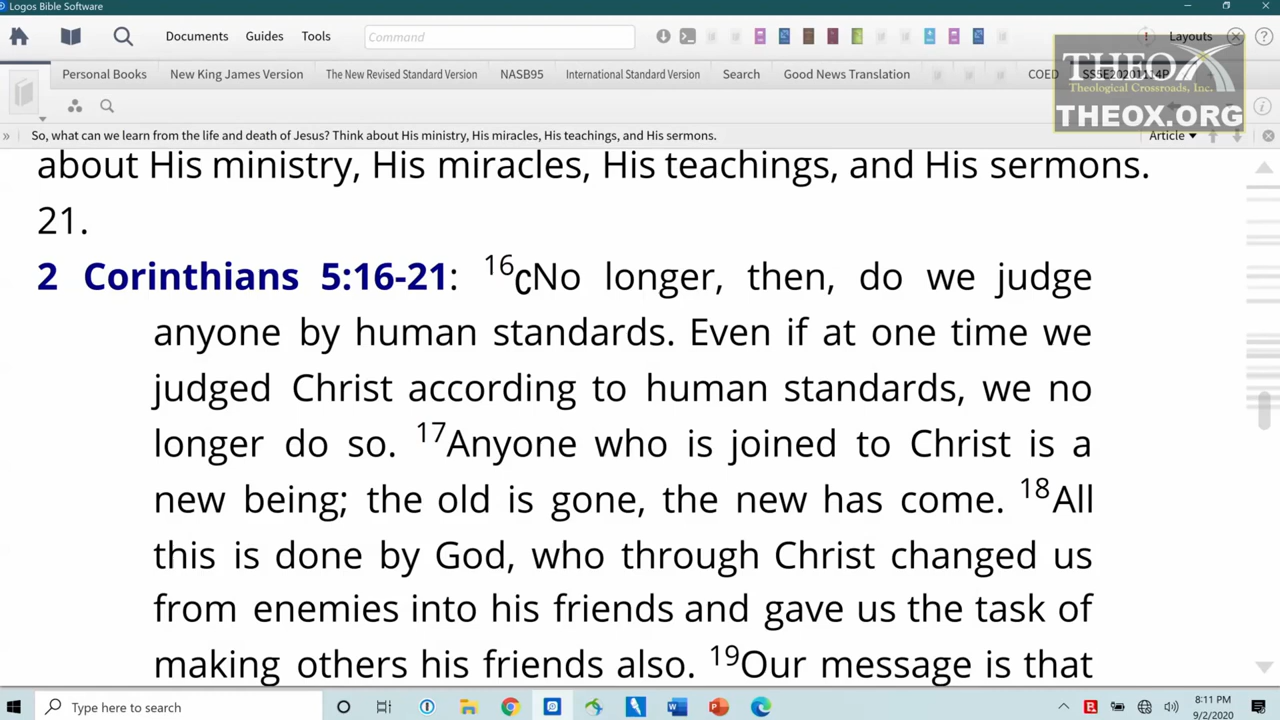 Logos Bible Software
Documents Guides Tools Command Layouts
Personal Books New King James Version The New Revised Standard Version NASB95 International Standard Version Search Good News Translation COED SSSE20201114P
THEOX
Theological Crossroads, Inc.
THEOX.ORG
» So, what can we learn from the life and death of Jesus? Think about His ministry, His miracles, His teachings, and His sermons. Article
about His ministry, His miracles, His teachings, and His sermons.
21.
2 Corinthians 5:16-21: 16cNo longer, then, do we judge
anyone by human standards. Even if at one time we
judged Christ according to human standards, we no
longer do so. 17Anyone who is joined to Christ is a
new being; the old is gone, the new has come. 18All
this is done by God, who through Christ changed us
from enemies into his friends and gave us the task of
making others his friends also. 19Our message is that
Type here to search
8:11 PM
9/2/2020